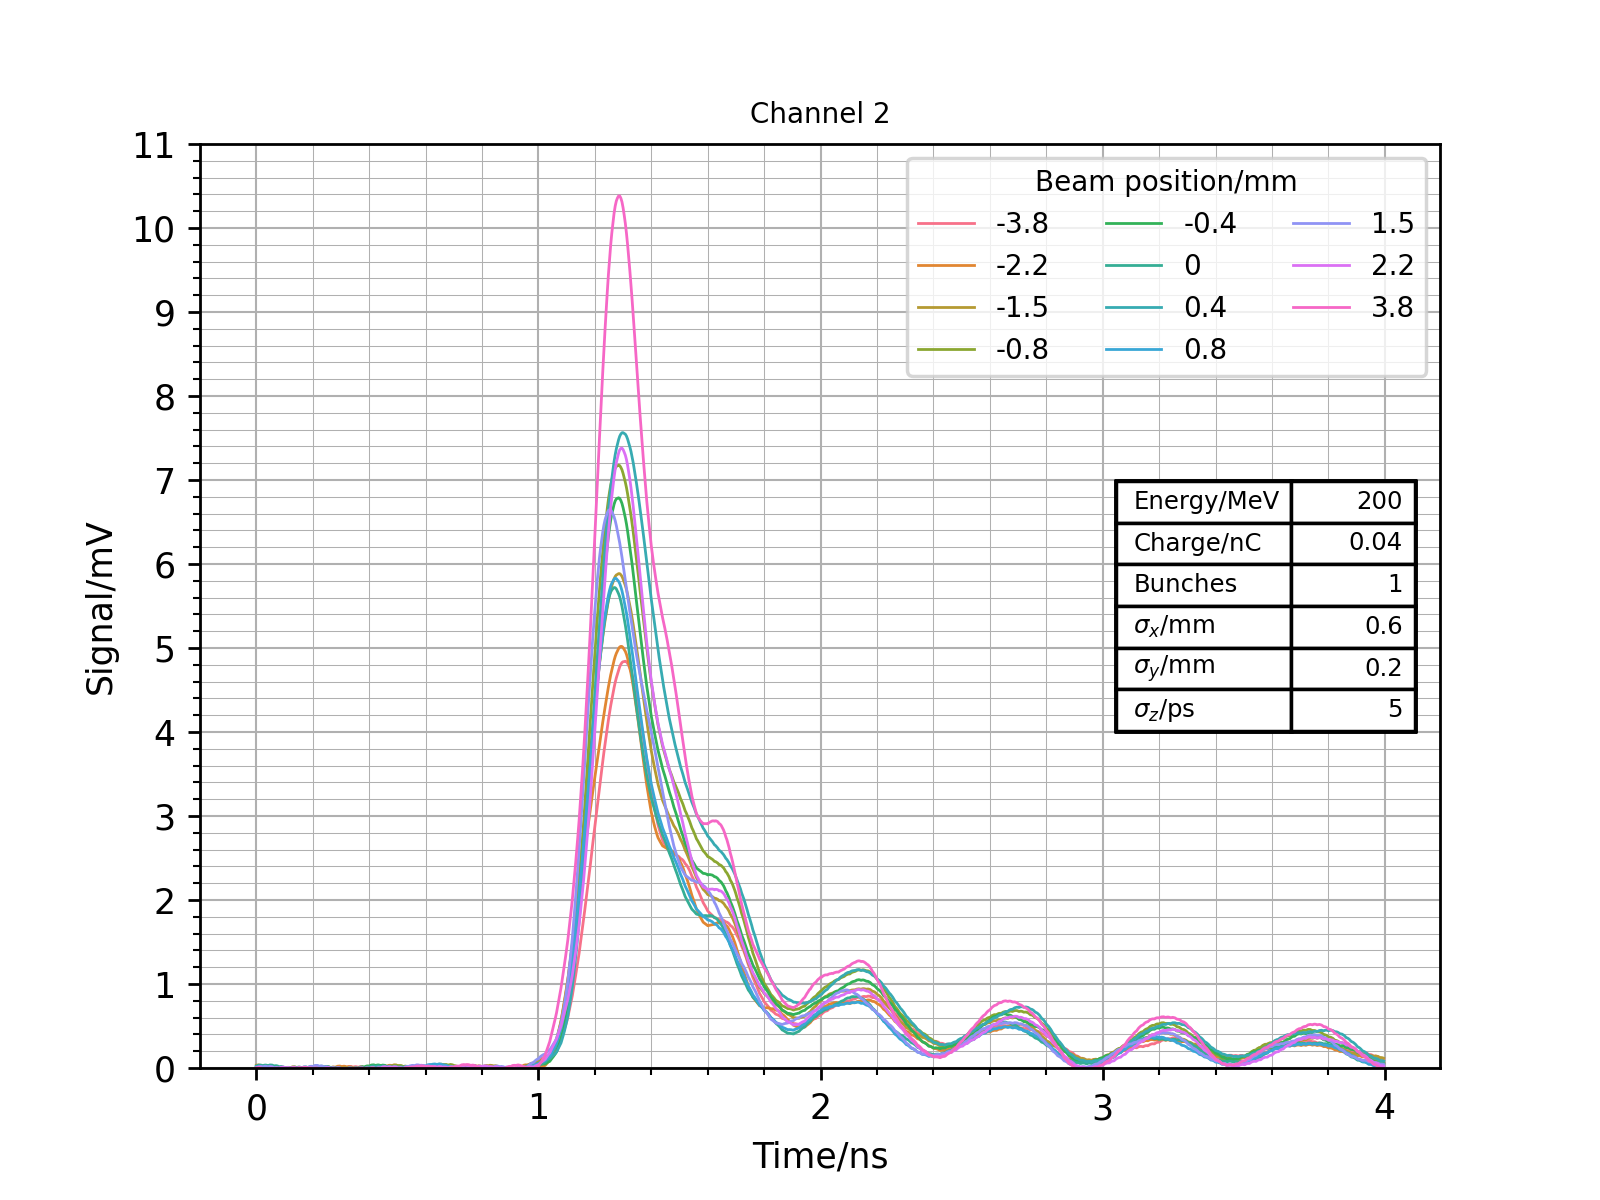 Channel 2
Signal/mV
11
10
9
8
7
6
5
4
3
2
1
0
Beam position/mm
-3.8 -0.4 1.5
-2.2 0 2.2
-1.5 0.4 3.8
-0.8 0.8
Energy/MeV 200
Charge/nC 0.04
Bunches 1
σx/mm 0.6
σy/mm 0.2
σz/ps 5
0 1 2 3 4
Time/ns